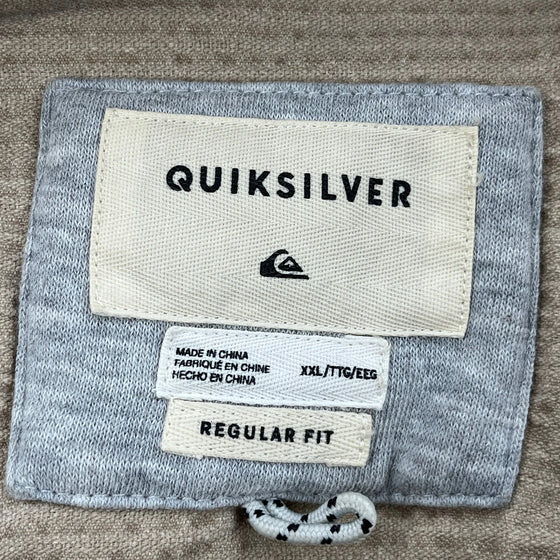 QUIKSILVER
MADE IN CHINA
FABRIQUÉ EN CHINE
HECHO EN CHINA
XXL/TTG/EEG
REGULAR FIT